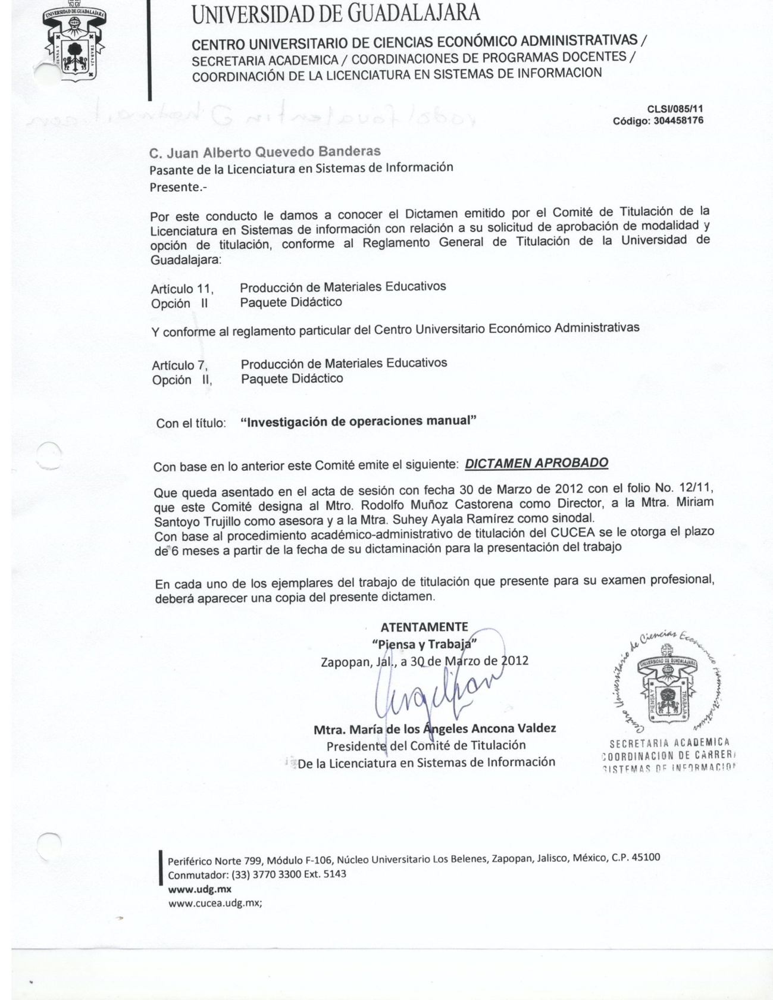 UNIVERSIDAD DE GUADALAJARA
PIENSA Y
TRABAJA
UNIVERSIDAD DE GUADALAJARA
CENTRO UNIVERSITARIO DE CIENCIAS ECONÓMICO ADMINISTRATIVAS /
SECRETARIA ACADEMICA / COORDINACIONES DE PROGRAMAS DOCENTES /
COORDINACIÓN DE LA LICENCIATURA EN SISTEMAS DE INFORMACION
CLSI/085/11
Código: 304458176
C. Juan Alberto Quevedo Banderas
Pasante de la Licenciatura en Sistemas de Información
Presente.-
Por este conducto le damos a conocer el Dictamen emitido por el Comité de Titulación de la
Licenciatura en Sistemas de información con relación a su solicitud de aprobación de modalidad y
opción de titulación, conforme al Reglamento General de Titulación de la Universidad de
Guadalajara:
Artículo 11, Producción de Materiales Educativos
Opción II Paquete Didáctico
Y conforme al reglamento particular del Centro Universitario Económico Administrativas
Artículo 7, Producción de Materiales Educativos
Opción II, Paquete Didáctico
Con el título: “Investigación de operaciones manual”
Con base en lo anterior este Comité emite el siguiente: DICTAMEN APROBADO
Que queda asentado en el acta de sesión con fecha 30 de Marzo de 2012 con el folio No. 12/11,
que este Comité designa al Mtro. Rodolfo Muñoz Castorena como Director, a la Mtra. Miriam
Santoyo Trujillo como asesora y a la Mtra. Suhey Ayala Ramírez como sinodal.
Con base al procedimiento académico-administrativo de titulación del CUCEA se le otorga el plazo
de 6 meses a partir de la fecha de su dictaminación para la presentación del trabajo
En cada uno de los ejemplares del trabajo de titulación que presente para su examen profesional,
deberá aparecer una copia del presente dictamen.
ATENTAMENTE
“Piensa y Trabaja”
Zapopan, Jal., a 30 de Marzo de 2012
Mtra. María de los Ángeles Ancona Valdez
Presidente del Comité de Titulación
De la Licenciatura en Sistemas de Información
Centro Universitario de Ciencias Económico Administrativas
UNIVERSIDAD DE GUADALAJARA
PIENSA Y
TRABAJA
SECRETARIA ACADEMICA
COORDINACION DE CARRERA
SISTEMAS DE INFORMACION
Periférico Norte 799, Módulo F-106, Núcleo Universitario Los Belenes, Zapopan, Jalisco, México, C.P. 45100
Conmutador: (33) 3770 3300 Ext. 5143
www.udg.mx
www.cucea.udg.mx;